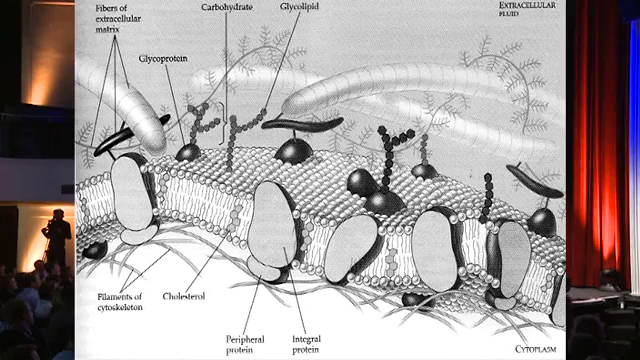 Fibers of
extracellular
matrix
Carbohydrate
Glycolipid
EXTRACELLULAR
FLUID
Glycoprotein
Filaments of
cytoskeleton
Cholesterol
Peripheral
protein
Integral
protein
CYTOPLASM